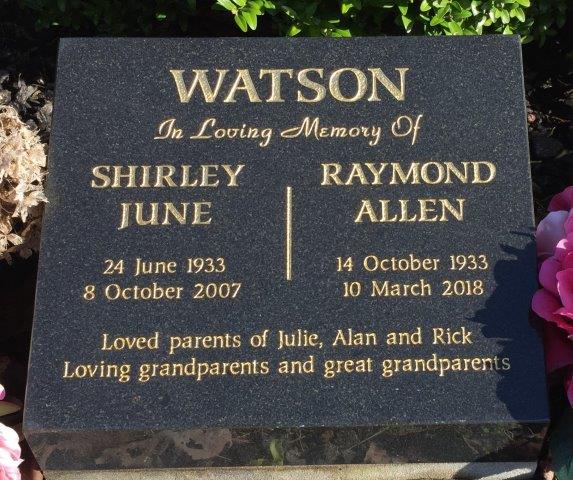 WATSON
In Loving Memory Of
SHIRLEY
JUNE
24 June 1933
8 October 2007
RAYMOND
ALLEN
14 October 1933
10 March 2018
Loved parents of Julie, Alan and Rick
Loving grandparents and great grandparents